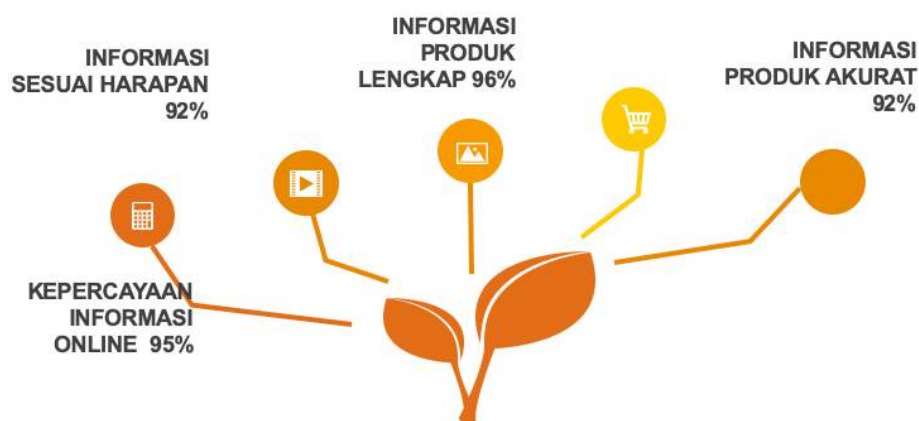 INFORMASI
SESUAI HARAPAN
92%
INFORMASI
PRODUK
LENGKAP 96%
INFORMASI
PRODUK AKURAT
92%
KEPERCAYAAN
INFORMASI
ONLINE  95%